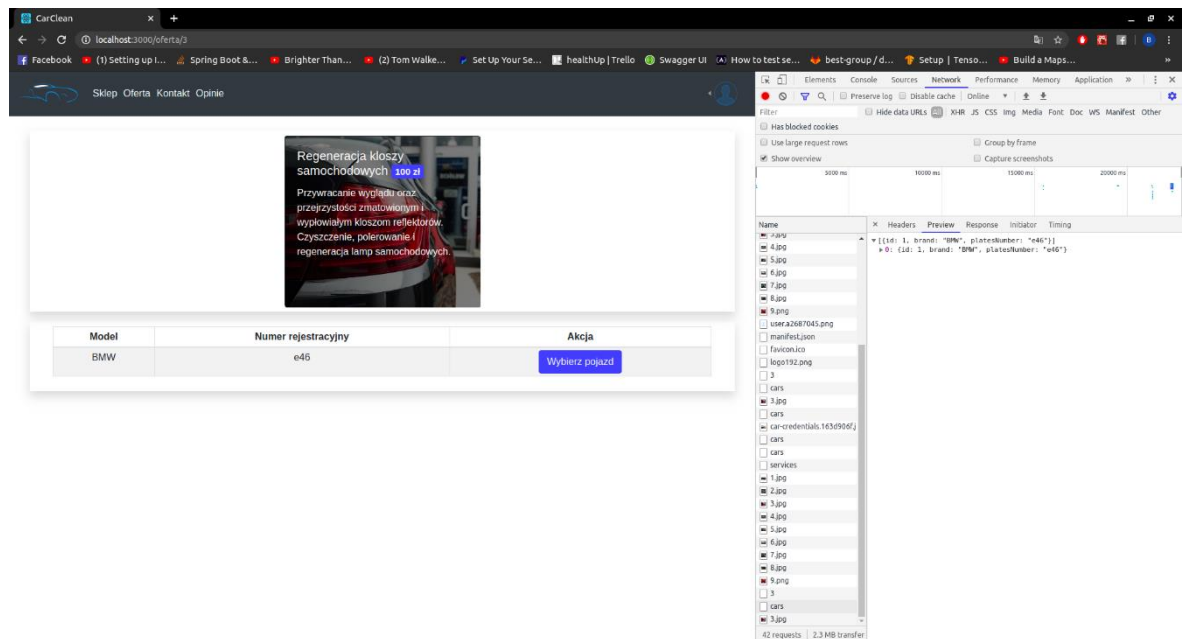 CarClean
localhost:3000/oferta/3
Facebook (1) Setting up I... Spring Boot &... Brighter Than... (2) Tom Walke... Set Up Your Se... healthUp | Trello Swagger UI How to test se... best-group / d... Setup | Tenso... Build a Maps...
Sklep Oferta Kontakt Opinie
Regeneracja kloszy
samochodowych 100 zł
Przywracanie wyglądu oraz
przejrzystości zmatowionym i
wypłowiałym kloszom reflektorów.
Czyszczenie, polerowanie i
regeneracja lamp samochodowych.
Model Numer rejestracyjny Akcja
BMW e46 Wybierz pojazd
Elements Console Sources Network Performance Memory Application
Preserve log Disable cache Online
Filter Hide data URLs All XHR JS CSS Img Media Font Doc WS Manifest Other
Has blocked cookies
Use large request rows Group by frame
Show overview Capture screenshots
5000 ms 10000 ms 15000 ms 20000 ms
Name Headers Preview Response Initiator Timing
[{id: 1, brand: "BMW", platesNumber: "e46"}]
0: {id: 1, brand: "BMW", platesNumber: "e46"}
3.jpg
4.jpg
5.jpg
6.jpg
7.jpg
8.jpg
9.png
user.a2687045.png
manifest.json
favicon.ico
logo192.png
3
cars
3.jpg
cars
car-credentials.163d906f.j
cars
cars
services
1.jpg
2.jpg
3.jpg
4.jpg
5.jpg
6.jpg
7.jpg
8.jpg
9.png
3
cars
3.jpg
42 requests 2.3 MB transfer